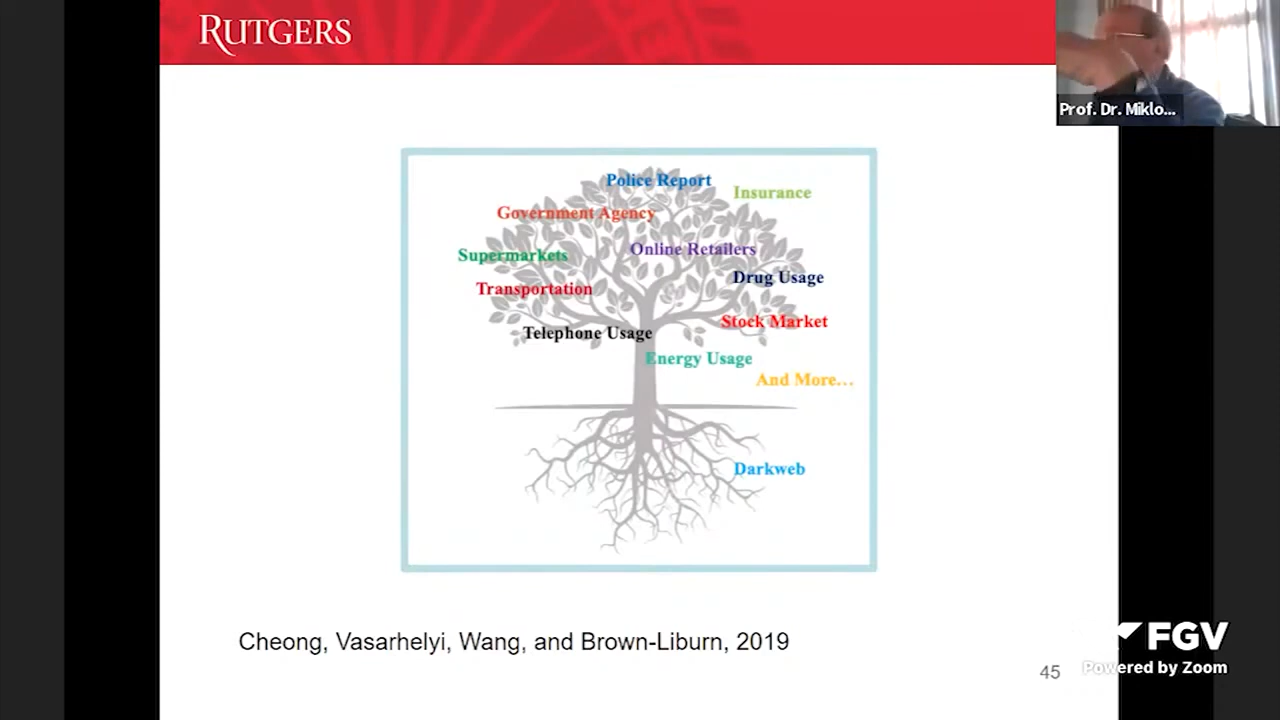 RUTGERS
Prof. Dr. Miklo...
Police Report
Insurance
Government Agency
Online Retailers
Supermarkets
Drug Usage
Transportation
Stock Market
Telephone Usage
Energy Usage
And More…
Darkweb
Cheong, Vasarhelyi, Wang, and Brown-Liburn, 2019
45
FGV
Powered by Zoom